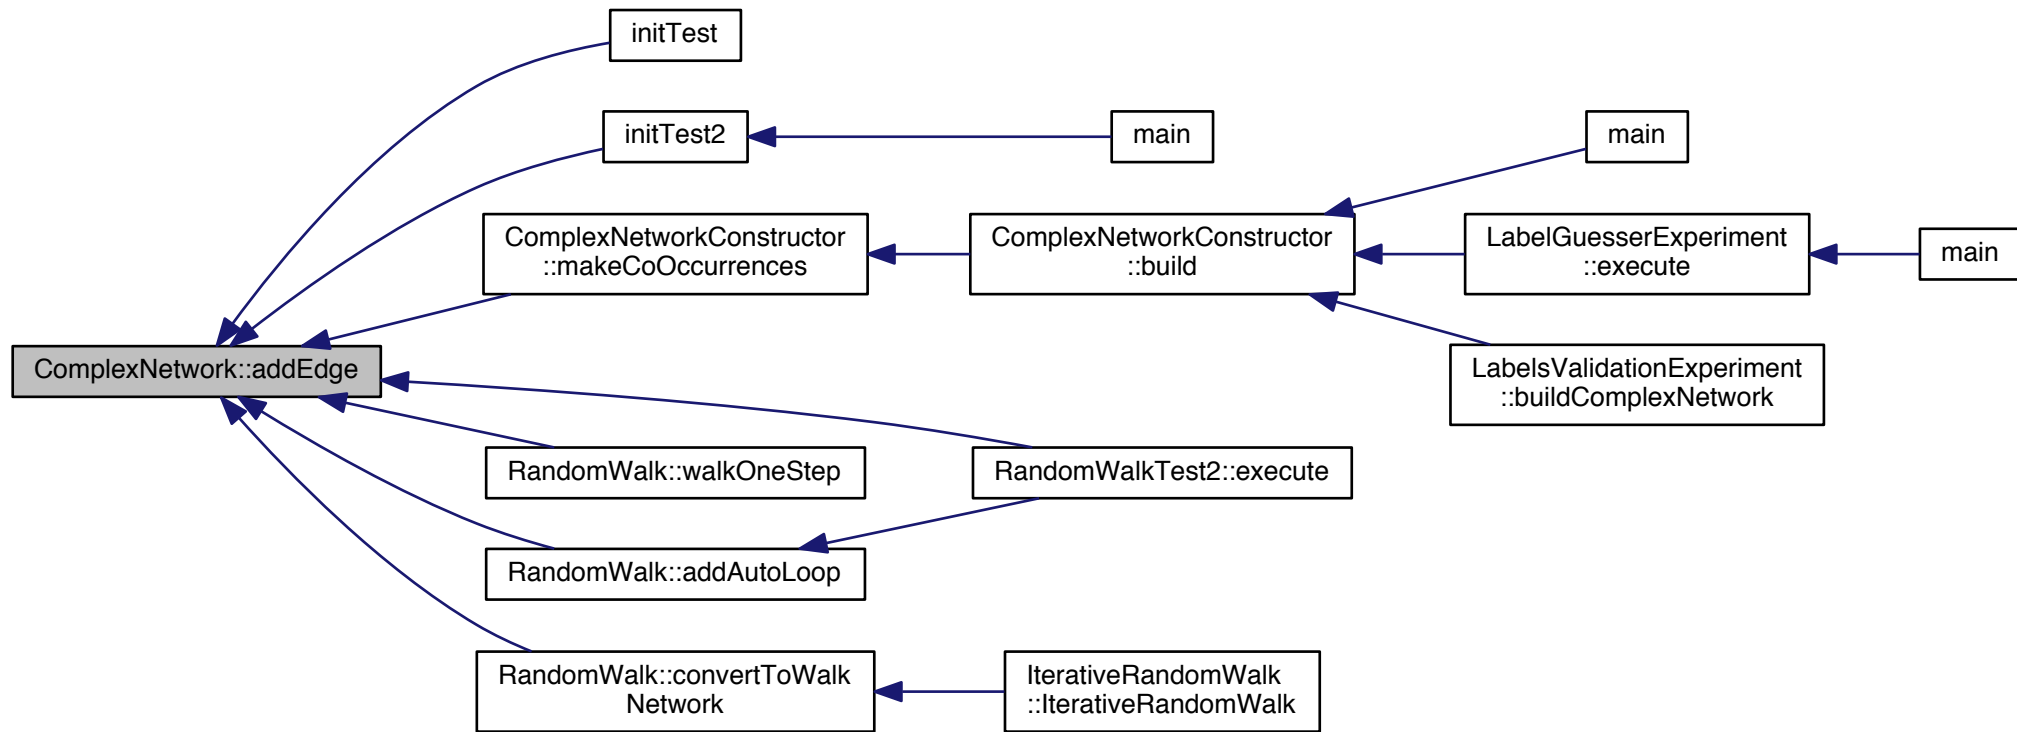 initTest
initTest2
main
main
ComplexNetworkConstructor
::makeCoOccurrences
ComplexNetworkConstructor
::build
LabelGuesserExperiment
::execute
main
ComplexNetwork::addEdge
LabelsValidationExperiment
::buildComplexNetwork
RandomWalk::walkOneStep
RandomWalkTest2::execute
RandomWalk::addAutoLoop
RandomWalk::convertToWalk
Network
IterativeRandomWalk
::IterativeRandomWalk